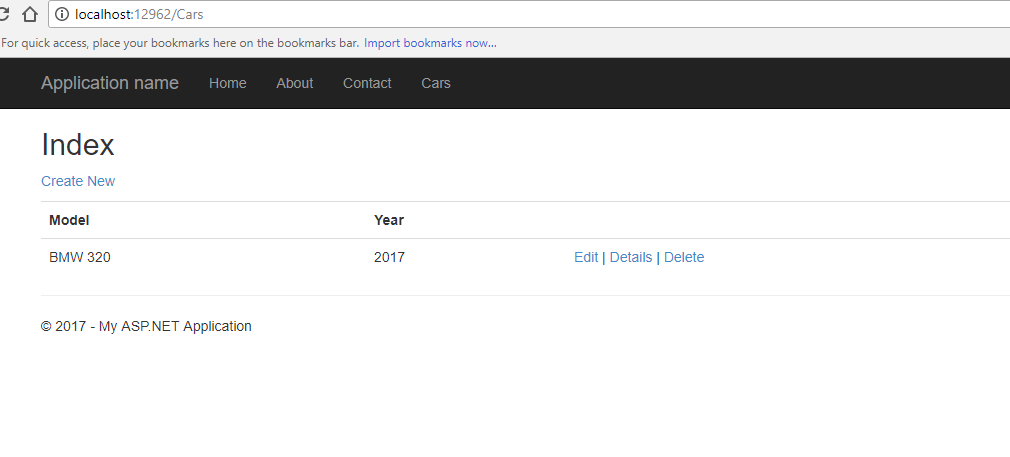 localhost:12962/Cars
For quick access, place your bookmarks here on the bookmarks bar. Import bookmarks now...
Application name Home About Contact Cars
Index
Create New
Model Year
BMW 320 2017 Edit | Details | Delete
© 2017 - My ASP.NET Application